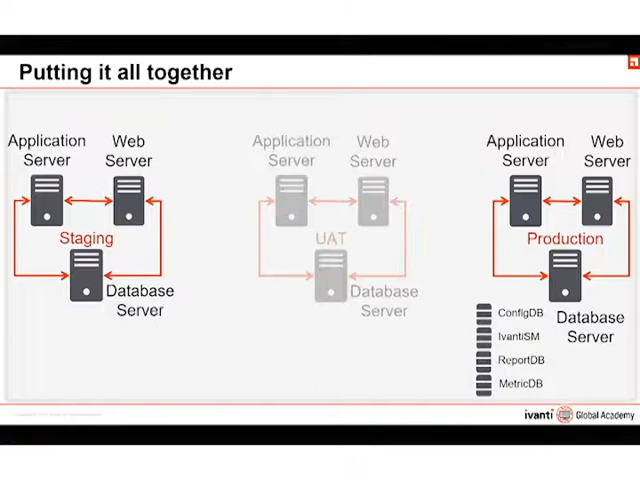 Putting it all together
Application
Server
Web
Server
Staging
Database
Server
Application
Server
Web
Server
UAT
Database
Server
Application
Server
Web
Server
Production
Database
Server
ConfigDB
IvantiSM
ReportDB
MetricDB
ivanti Global Academy